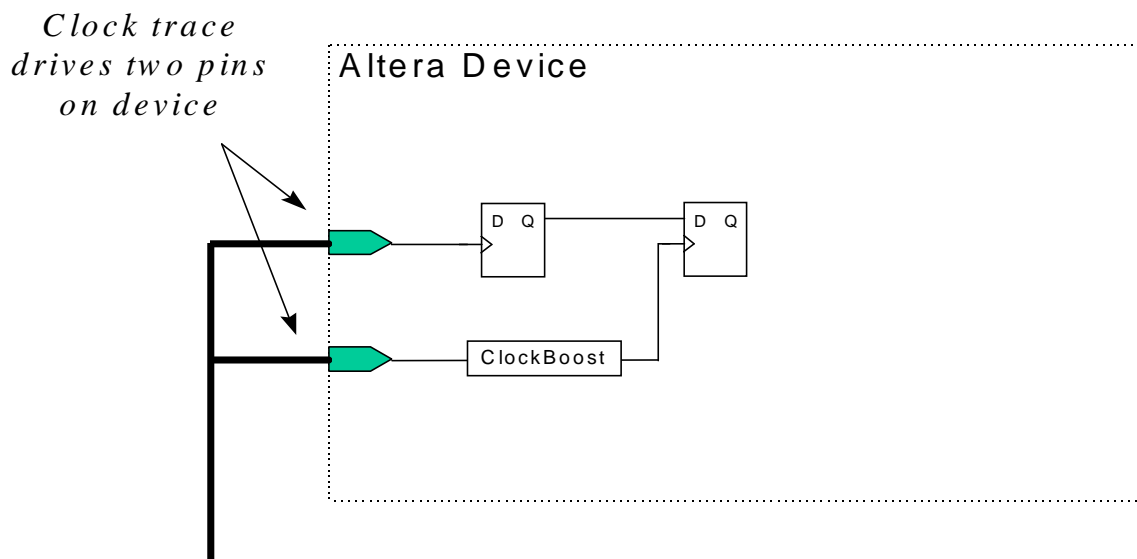 Clock trace
drives two pins
on device
Altera Device
D Q
D Q
ClockBoost